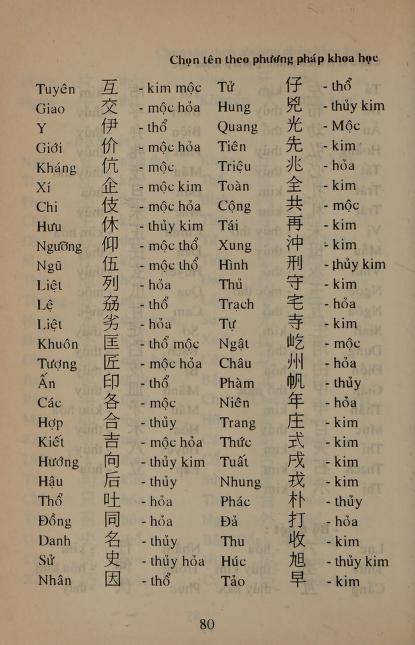 Chọn tên theo phương pháp khoa học
Tuyên 互 - kim mộc Tử 仔 - thổ
Giao 交 - mộc hỏa Hung 兇 - thủy kim
Y 伊 - thổ Quang 光 - Mộc
Giới 价 - mộc hỏa Tiên 先 - kim
Kháng 伉 - mộc Triệu 兆 - hỏa
Xí 企 - mộc kim Toàn 全 - kim
Chi 伎 - mộc hỏa Cộng 共 - mộc
Hưu 休 - thủy kim Tái 再 - kim
Ngưỡng 仰 - mộc thổ Xung 沖 - kim
Ngũ 伍 - mộc thổ Hình 刑 - thủy kim
Liệt 列 - hỏa Thủ 守 - kim
Lệ 劦 - thổ Trạch 宅 - hỏa
Liệt 劣 - hỏa Tự 寺 - kim
Khuôn 匡 - thổ mộc Ngật 屹 - mộc
Tượng 匠 - mộc hỏa Châu 州 - hỏa
Ấn 印 - thổ Phàm 帆 - thủy
Các 各 - mộc Niên 年 - hỏa
Hợp 合 - thủy Trang 庄 - kim
Kiết 吉 - mộc hỏa Thức 式 - kim
Hướng 向 - thủy kim Tuất 戌 - kim
Hậu 后 - thủy Nhung 戎 - kim
Thổ 吐 - hỏa Phác 朴 - thủy
Đồng 同 - hỏa Đả 打 - hỏa
Danh 名 - thủy Thu 收 - kim
Sử 史 - thủy hỏa Húc 旭 - thủy kim
Nhân 因 - thổ Tảo 早 - kim
80